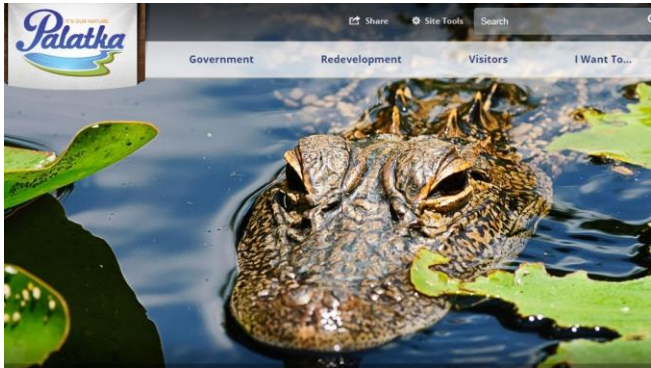 IT'S OUR NATURE.
Palatka
Share
Site Tools
Search
Government
Redevelopment
Visitors
I Want To...